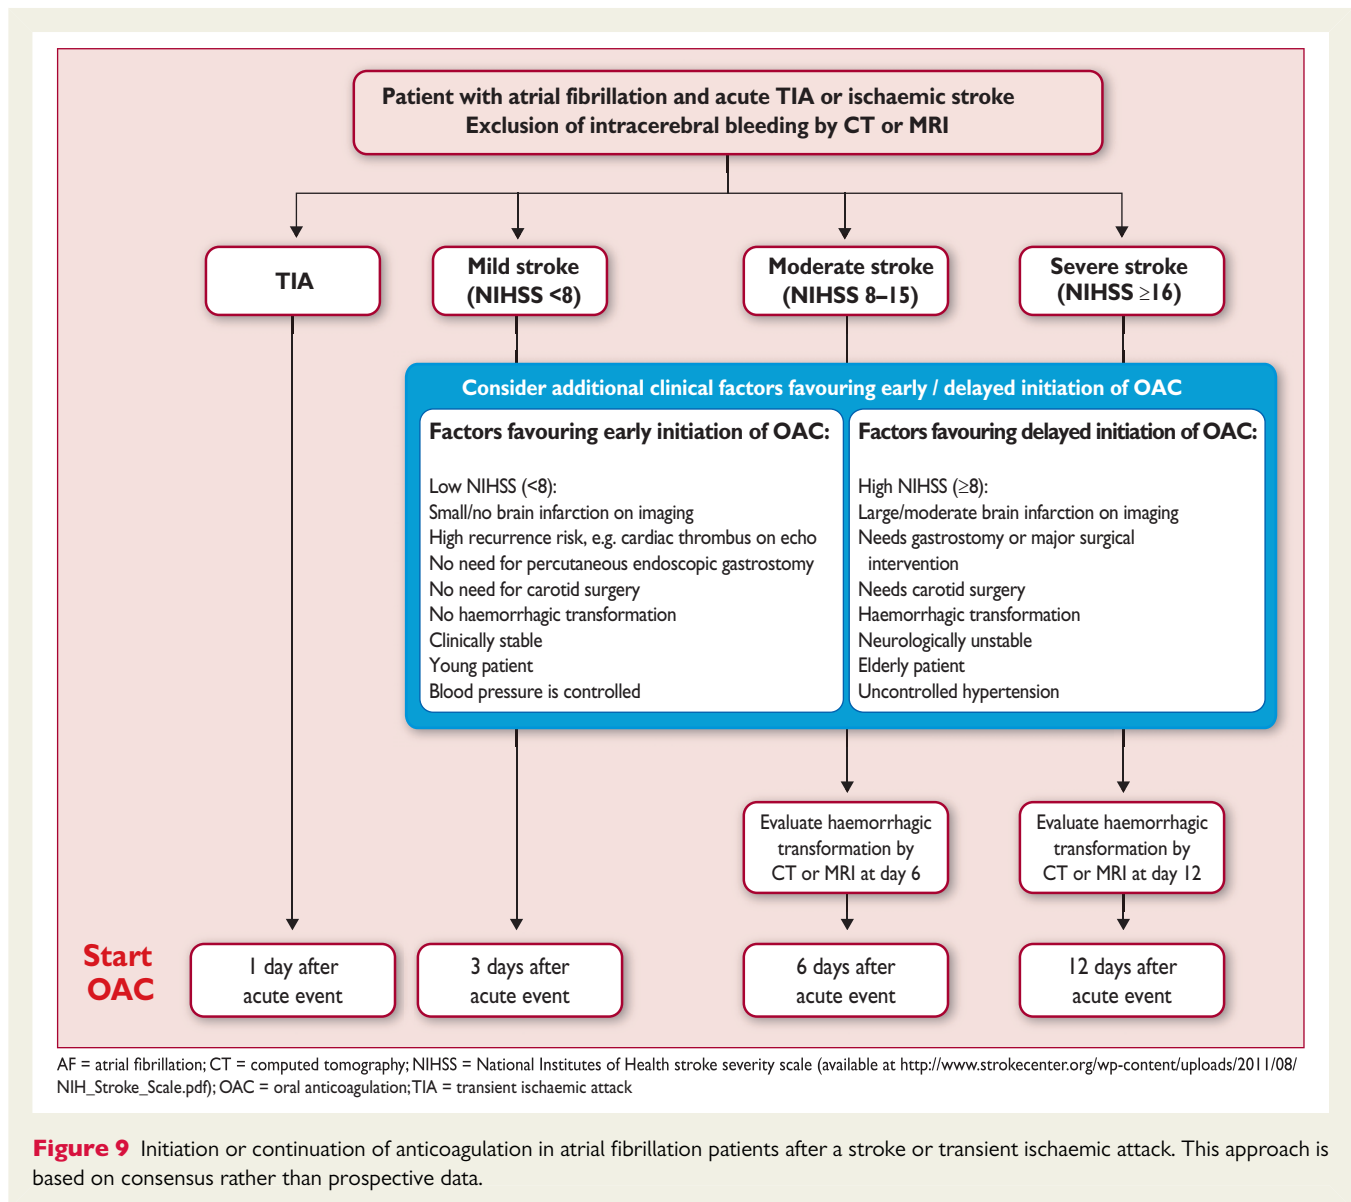 Patient with atrial fibrillation and acute TIA or ischaemic stroke
Exclusion of intracerebral bleeding by CT or MRI
TIA
Mild stroke
(NIHSS <8)
Moderate stroke
(NIHSS 8–15)
Severe stroke
(NIHSS ≥16)
Consider additional clinical factors favouring early / delayed initiation of OAC
Factors favouring early initiation of OAC:
Low NIHSS (<8):
Small/no brain infarction on imaging
High recurrence risk, e.g. cardiac thrombus on echo
No need for percutaneous endoscopic gastrostomy
No need for carotid surgery
No haemorrhagic transformation
Clinically stable
Young patient
Blood pressure is controlled
Factors favouring delayed initiation of OAC:
High NIHSS (≥8):
Large/moderate brain infarction on imaging
Needs gastrostomy or major surgical
intervention
Needs carotid surgery
Haemorrhagic transformation
Neurologically unstable
Elderly patient
Uncontrolled hypertension
Evaluate haemorrhagic
transformation by
CT or MRI at day 6
Evaluate haemorrhagic
transformation by
CT or MRI at day 12
Start
OAC
1 day after
acute event
3 days after
acute event
6 days after
acute event
12 days after
acute event
AF = atrial fibrillation; CT = computed tomography; NIHSS = National Institutes of Health stroke severity scale (available at http://www.strokecenter.org/wp-content/uploads/2011/08/
NIH_Stroke_Scale.pdf); OAC = oral anticoagulation; TIA = transient ischaemic attack
Figure 9 Initiation or continuation of anticoagulation in atrial fibrillation patients after a stroke or transient ischaemic attack. This approach is
based on consensus rather than prospective data.